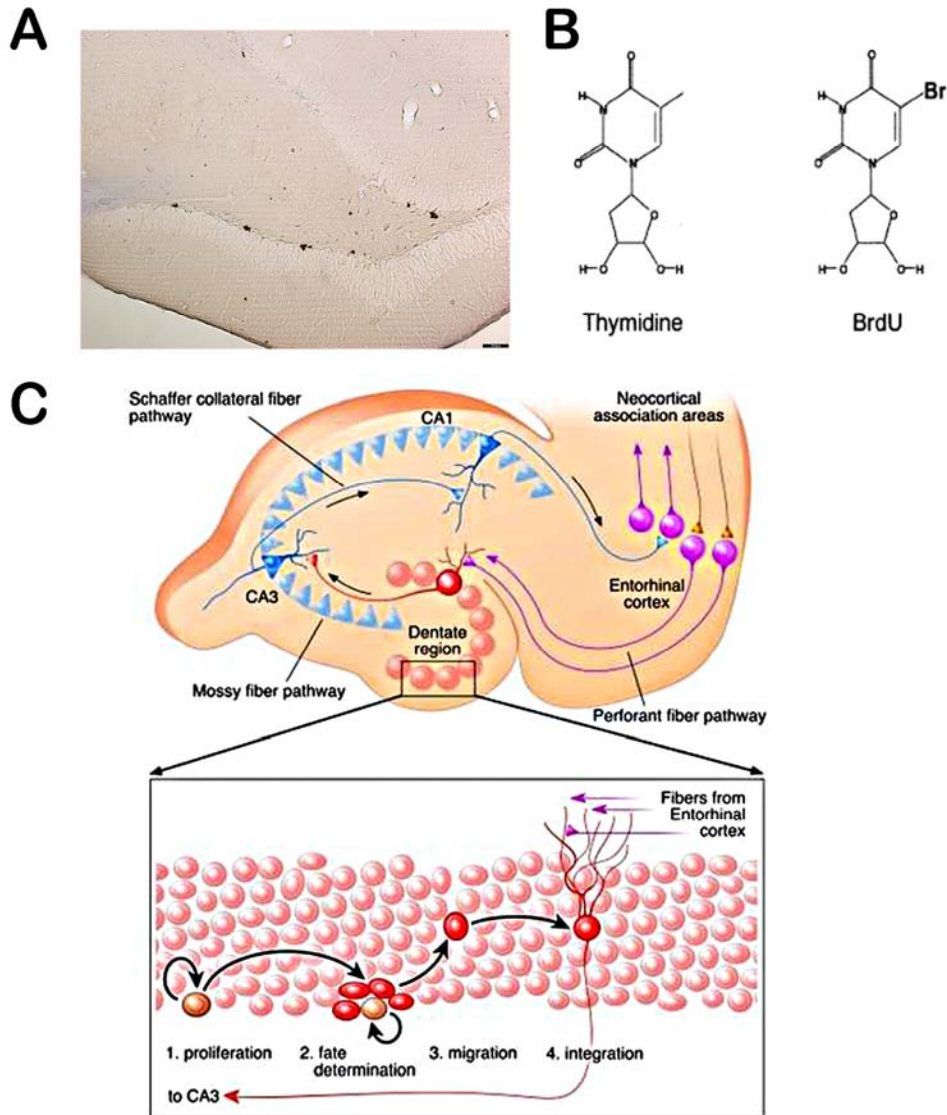 A
B
O
H
N
O
N
O
O
H
O
O
H
Thymidine
O
Br
H
N
O
N
O
H
O
O
H
BrdU
C
Schaffer collateral fiber
pathway
CA1
Neocortical
association areas
CA3
Entorhinal
cortex
Dentate
region
Mossy fiber pathway
Perforant fiber pathway
Fibers from
Entorhinal
cortex
1. proliferation
2. fate
determination
3. migration
4. integration
to CA3